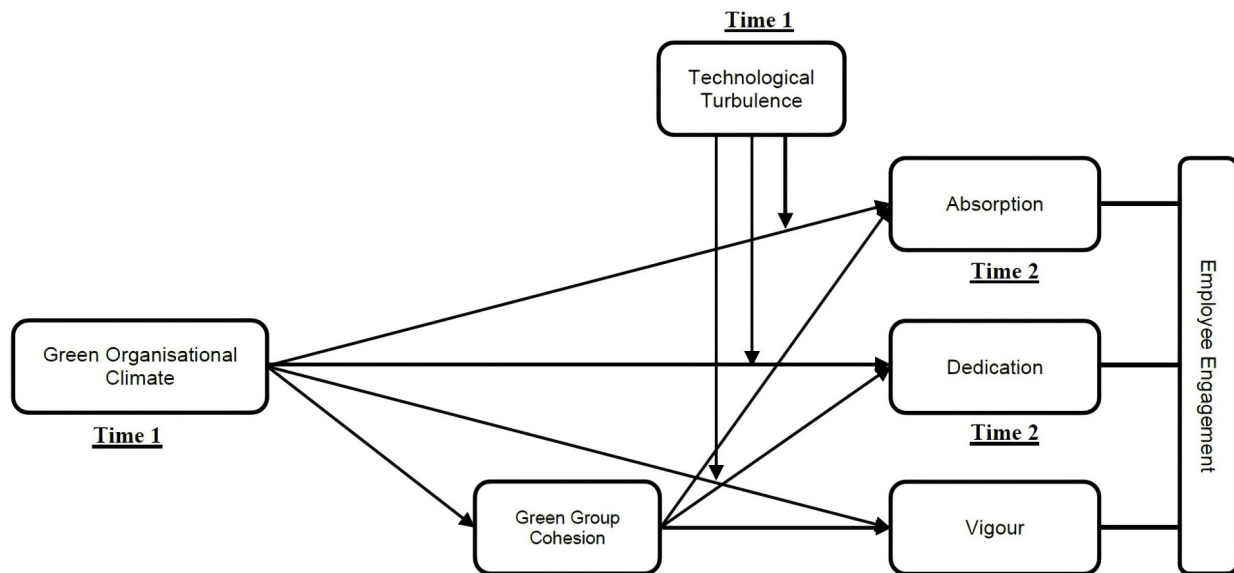 Time 1
Technological
Turbulence
Absorption
Time 2
Green Organisational
Climate
Time 1
Dedication
Time 2
Employee Engagement
Green Group
Cohesion
Vigour